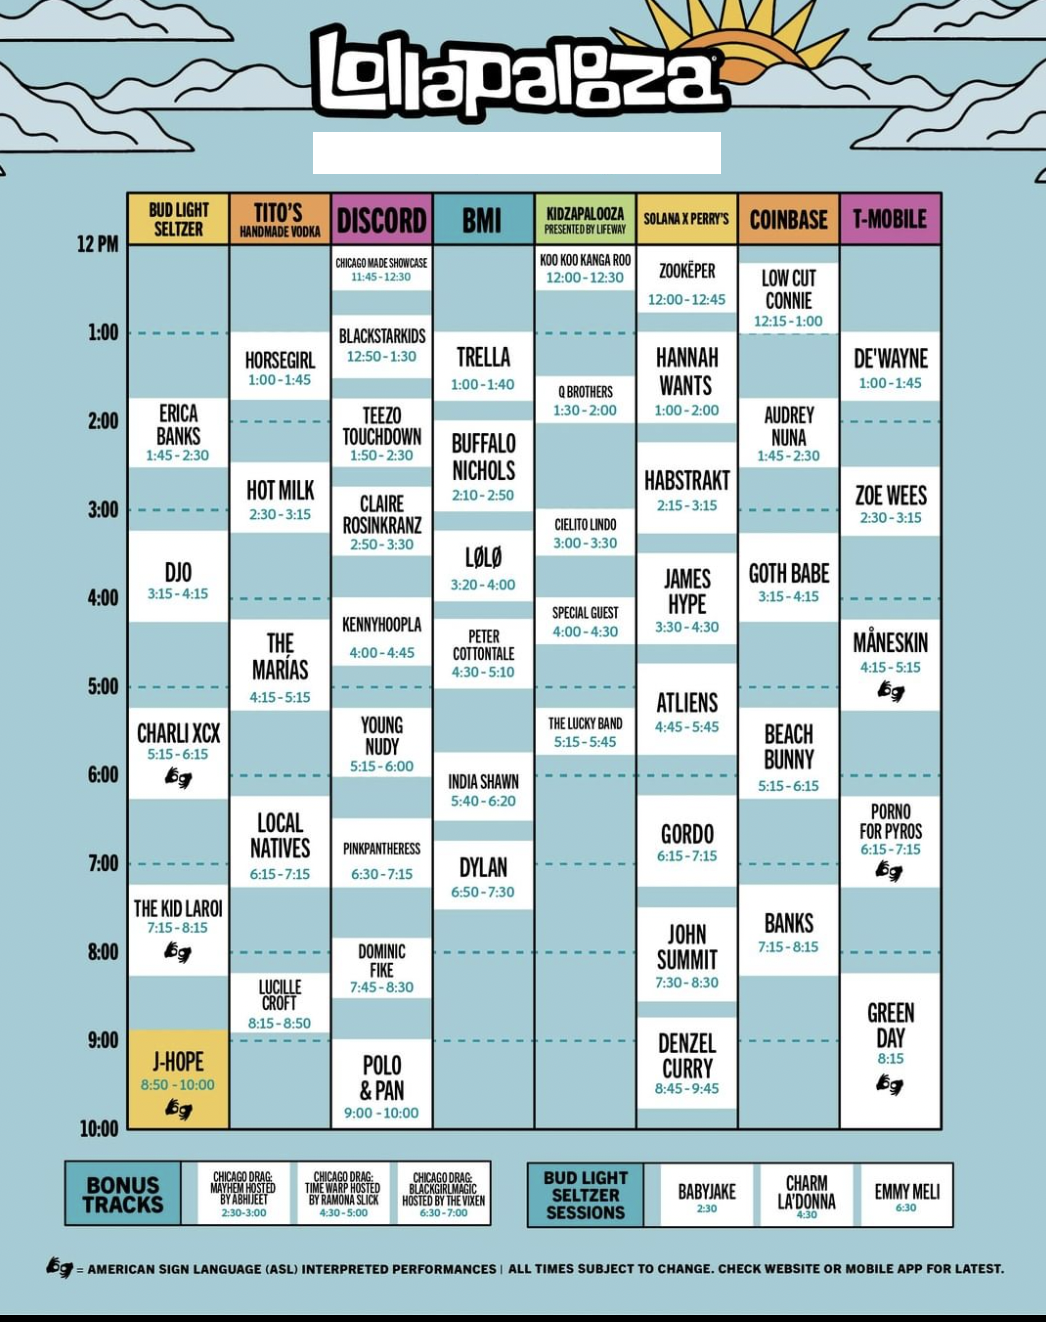 Lollapalooza
BUD LIGHT
SELTZER
TITO'S
HANDMADE VODKA
DISCORD
BMI
KIDZAPALOOZA
PRESENTED BY LIFEWAY
SOLANA X PERRY'S
COINBASE
T-MOBILE
12 PM
1:00
2:00
3:00
4:00
5:00
6:00
7:00
8:00
9:00
10:00
ERICA
BANKS
1:45 - 2:30
DJO
3:15 - 4:15
CHARLI XCX
5:15 - 6:15
THE KID LAROI
7:15 - 8:15
J-HOPE
8:50 - 10:00
HORSEGIRL
1:00 - 1:45
HOT MILK
2:30 - 3:15
THE
MARÍAS
4:15 - 5:15
LOCAL
NATIVES
6:15 - 7:15
LUCILLE
CROFT
8:15 - 8:50
CHICAGO MADE SHOWCASE
11:45 - 12:30
BLACKSTARKIDS
12:50 - 1:30
TEEZO
TOUCHDOWN
1:50 - 2:30
CLAIRE
ROSINKRANZ
2:50 - 3:30
KENNYHOOPLA
4:00 - 4:45
YOUNG
NUDY
5:15 - 6:00
PINKPANTHERESS
6:30 - 7:15
DOMINIC
FIKE
7:45 - 8:30
POLO
& PAN
9:00 - 10:00
TRELLA
1:00 - 1:40
BUFFALO
NICHOLS
2:10 - 2:50
LØLØ
3:20 - 4:00
PETER
COTTONTALE
4:30 - 5:10
INDIA SHAWN
5:40 - 6:20
DYLAN
6:50 - 7:30
KOO KOO KANGA ROO
12:00 - 12:30
Q BROTHERS
1:30 - 2:00
CIELITO LINDO
3:00 - 3:30
SPECIAL GUEST
4:00 - 4:30
THE LUCKY BAND
5:15 - 5:45
ZOOKËPER
12:00 - 12:45
HANNAH
WANTS
1:00 - 2:00
HABSTRAKT
2:15 - 3:15
JAMES
HYPE
3:30 - 4:30
ATLIENS
4:45 - 5:45
GORDO
6:15 - 7:15
JOHN
SUMMIT
7:30 - 8:30
DENZEL
CURRY
8:45 - 9:45
LOW CUT
CONNIE
12:15 - 1:00
AUDREY
NUNA
1:45 - 2:30
GOTH BABE
3:15 - 4:15
BEACH
BUNNY
5:15 - 6:15
BANKS
7:15 - 8:15
DE'WAYNE
1:00 - 1:45
ZOE WEES
2:30 - 3:15
MÅNESKIN
4:15 - 5:15
PORNO
FOR PYROS
6:15 - 7:15
GREEN
DAY
8:15
BONUS
TRACKS
CHICAGO DRAG:
MAYHEM HOSTED
BY ABHIJEET
2:30-3:00
CHICAGO DRAG:
TIME WARP HOSTED
BY RAMONA SLICK
4:30 - 5:00
CHICAGO DRAG:
BLACKGIRLMAGIC
HOSTED BY THE VIXEN
6:30 - 7:00
BUD LIGHT
SELTZER
SESSIONS
BABYJAKE
2:30
CHARM
LA'DONNA
4:30
EMMY MELI
6:30
= AMERICAN SIGN LANGUAGE (ASL) INTERPRETED PERFORMANCES | ALL TIMES SUBJECT TO CHANGE. CHECK WEBSITE OR MOBILE APP FOR LATEST.